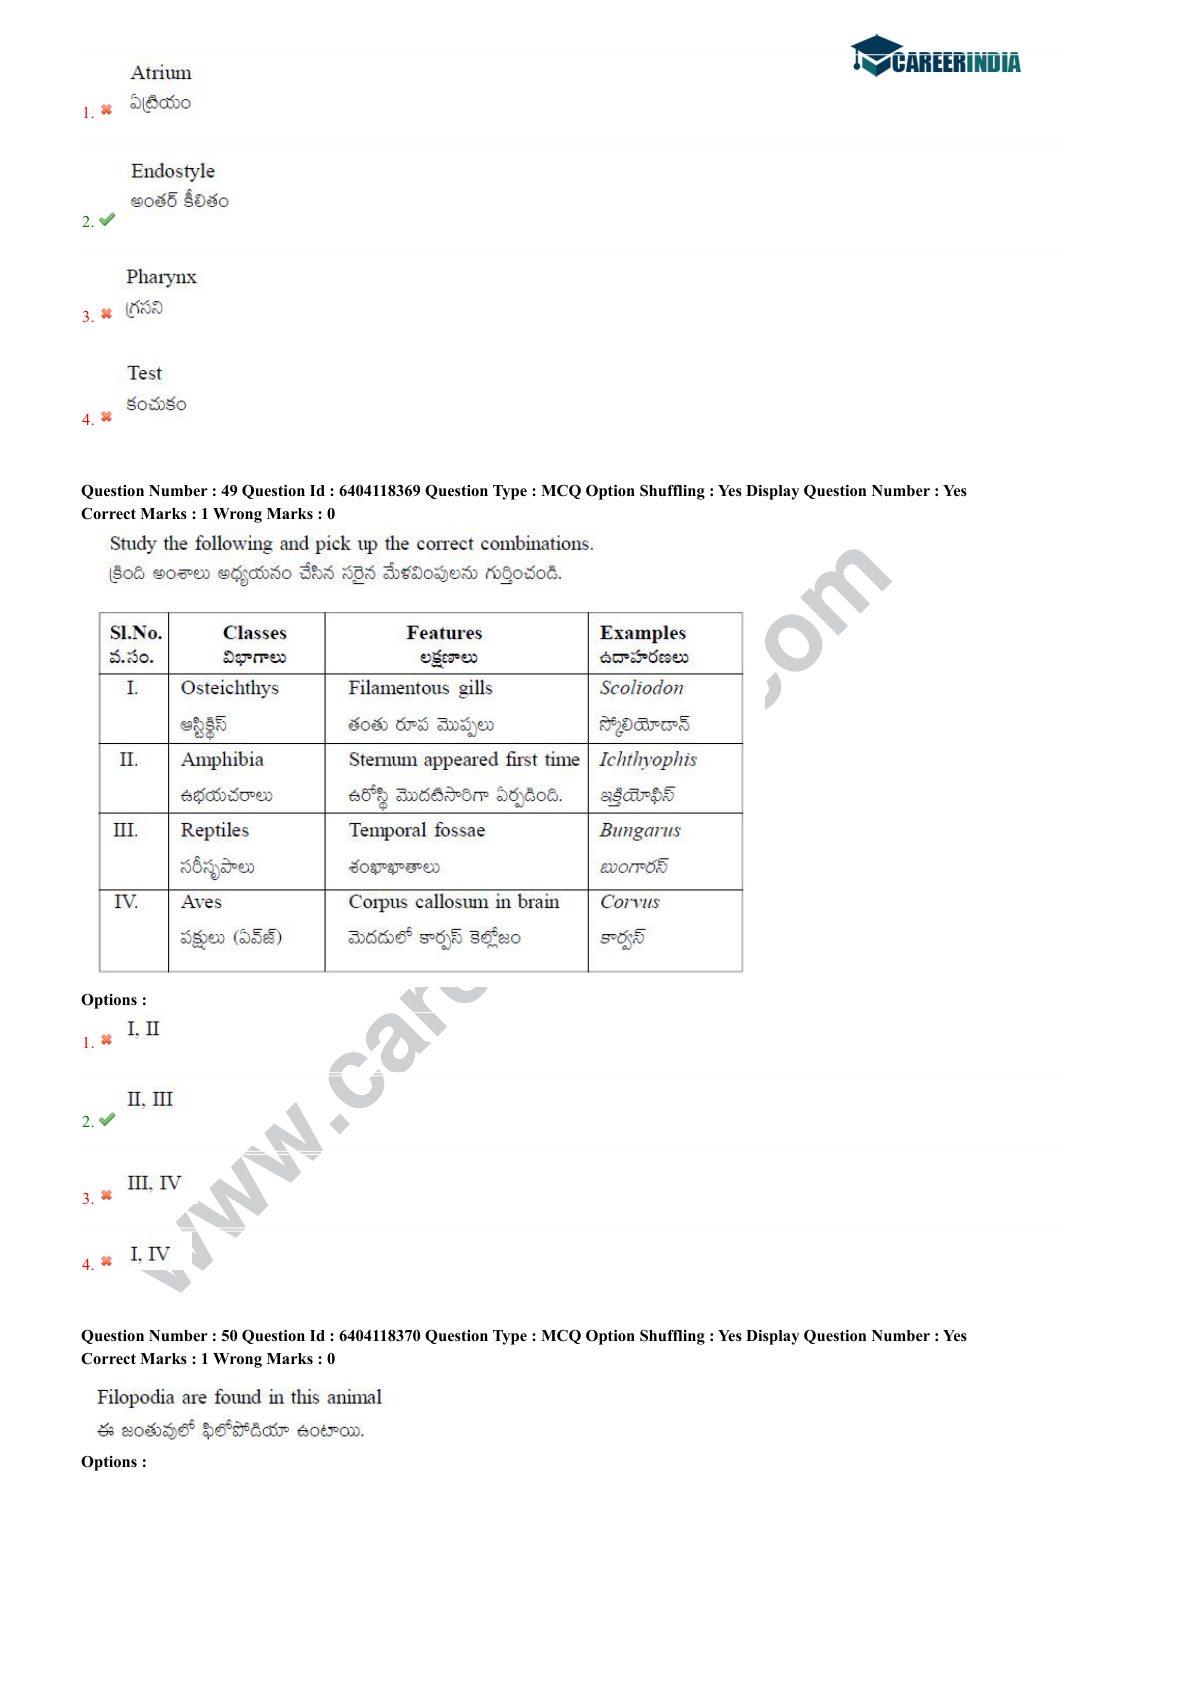 CAREERINDIA
Atrium
ఏట్రియం
1.
Endostyle
అంతర్ కీలితం
2.
Pharynx
గ్రసని
3.
Test
కంచుకం
4.
Question Number : 49 Question Id : 6404118369 Question Type : MCQ Option Shuffling : Yes Display Question Number : Yes
Correct Marks : 1 Wrong Marks : 0
Study the following and pick up the correct combinations.
క్రింది అంశాలు అధ్యయనం చేసిన సరైన మేళవింపులను గుర్తించండి.
Sl.No. Classes Features Examples
వ.సం. విభాగాలు లక్షణాలు ఉదాహరణలు
I. Osteichthys Filamentous gills Scoliodon
ఆస్టిక్థిస్ తంతు రూప మొప్పలు స్కోలియోడాన్
II. Amphibia Sternum appeared first time Ichthyophis
ఉభయచరాలు ఉరోస్థి మొదటిసారిగా ఏర్పడింది. ఇక్తియోఫిస్
III. Reptiles Temporal fossae Bungarus
సరీసృపాలు శంఖాఖాతాలు బుంగారస్
IV. Aves Corpus callosum in brain Corvus
పక్షులు (ఏవ్‌జ్) మెదడులో కార్పస్ కెల్లోజం కార్వస్
Options :
I, II
1.
II, III
2.
III, IV
3.
I, IV
4.
Question Number : 50 Question Id : 6404118370 Question Type : MCQ Option Shuffling : Yes Display Question Number : Yes
Correct Marks : 1 Wrong Marks : 0
Filopodia are found in this animal
ఈ జంతువులో ఫిలోపోడియా ఉంటాయి.
Options :